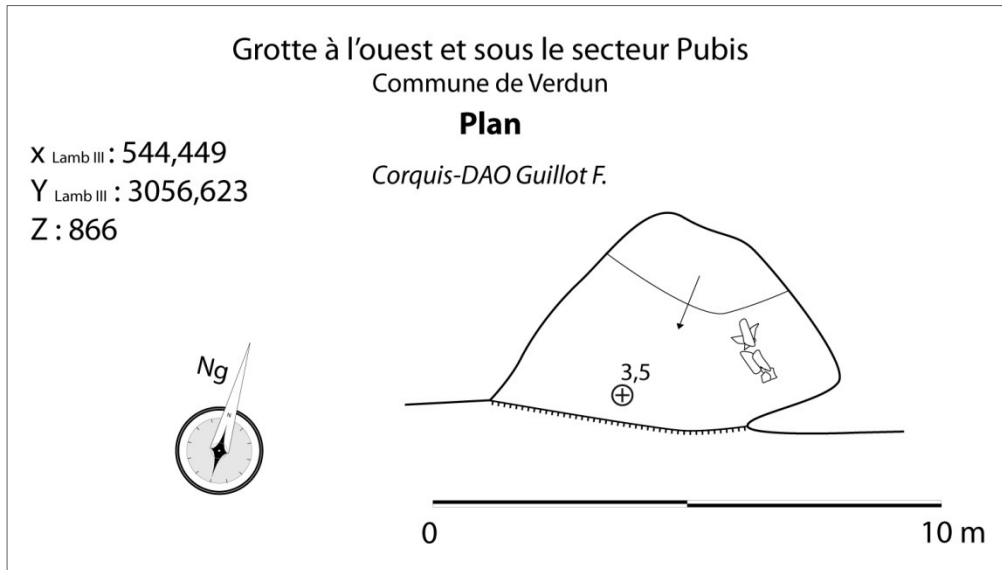 Grotte à l'ouest et sous le secteur Pubis
Commune de Verdun
Plan
Corquis-DAO Guillot F.
x Lamb III : 544,449
Y Lamb III : 3056,623
Z : 866
Ng
N
3,5
0
10 m